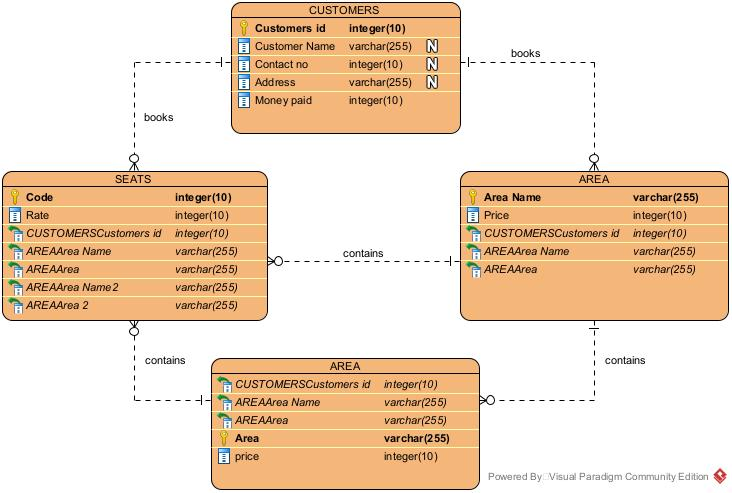 CUSTOMERS
Customers id integer(10)
Customer Name varchar(255) N
Contact no integer(10) N
Address varchar(255) N
Money paid integer(10)
books
books
SEATS
Code integer(10)
Rate integer(10)
CUSTOMERSCustomers id integer(10)
AREAArea Name varchar(255)
AREAArea varchar(255)
AREAArea Name2 varchar(255)
AREAArea 2 varchar(255)
AREA
Area Name varchar(255)
Price integer(10)
CUSTOMERSCustomers id integer(10)
AREAArea Name varchar(255)
AREAArea varchar(255)
contains
contains
contains
AREA
CUSTOMERSCustomers id integer(10)
AREAArea Name varchar(255)
AREAArea varchar(255)
Area varchar(255)
price integer(10)
Powered By Visual Paradigm Community Edition